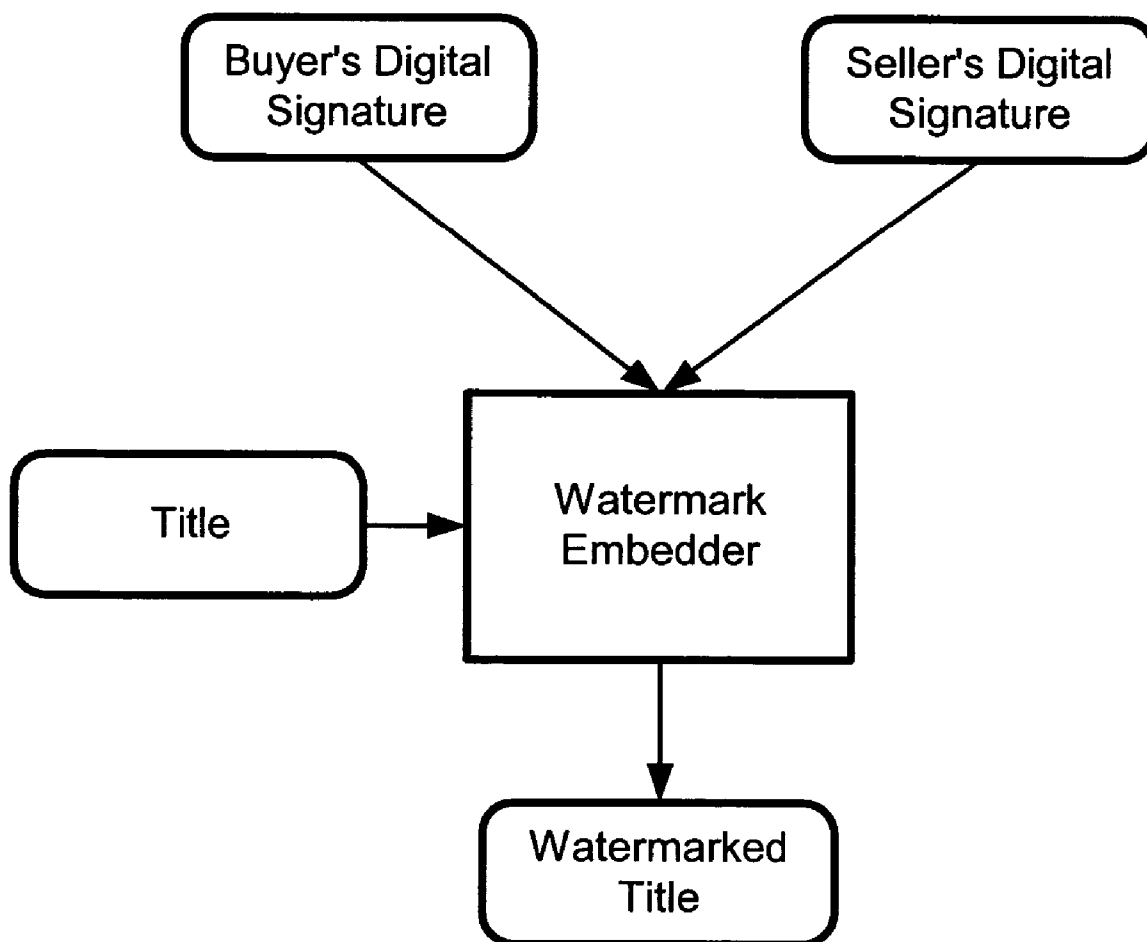 Buyer's Digital
Signature
Seller's Digital
Signature
Title
Watermark
Embedder
Watermarked
Title